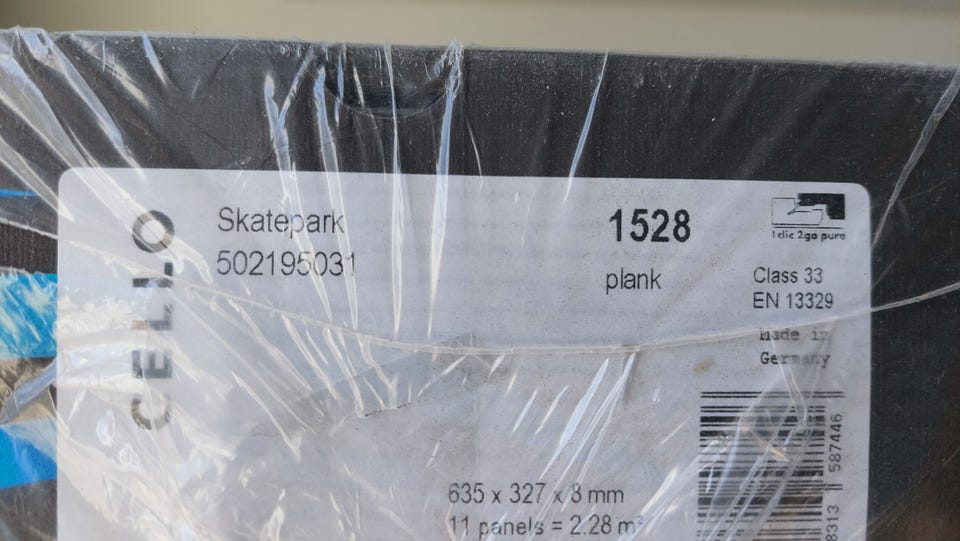 CELLO
Skatepark
502195031
1528
plank
1 clic 2go pure
Class 33
EN 13329
Made in
Germany
635 x 327 x 8 mm
11 panels = 2.28 m²
8313 587446